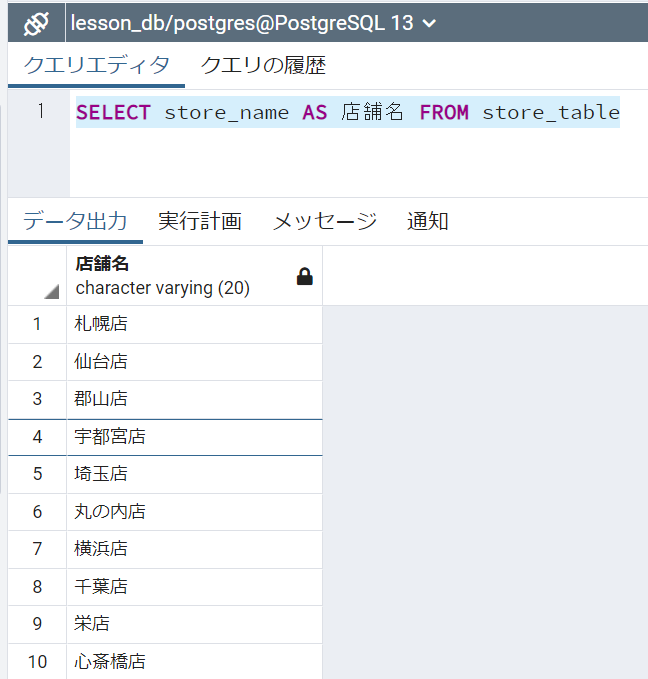 lesson_db/postgres@PostgreSQL 13
クエリエディタ クエリの履歴
1 SELECT store_name AS 店舗名 FROM store_table
データ出力 実行計画 メッセージ 通知
店舗名
character varying (20)
1 札幌店
2 仙台店
3 郡山店
4 宇都宮店
5 埼玉店
6 丸の内店
7 横浜店
8 千葉店
9 栄店
10 心斎橋店